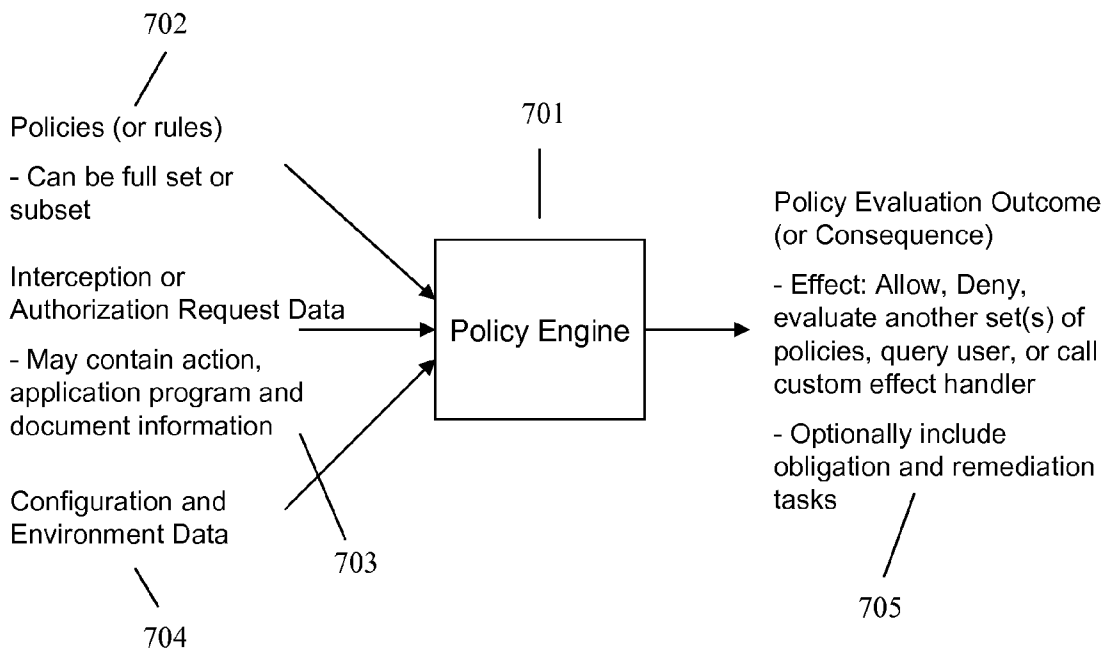 702
Policies (or rules)
- Can be full set or
subset
Interception or
Authorization Request Data
- May contain action,
application program and
document information
703
Configuration and
Environment Data
704
701
Policy Engine
Policy Evaluation Outcome
(or Consequence)
- Effect: Allow, Deny,
evaluate another set(s) of
policies, query user, or call
custom effect handler
- Optionally include
obligation and remediation
tasks
705